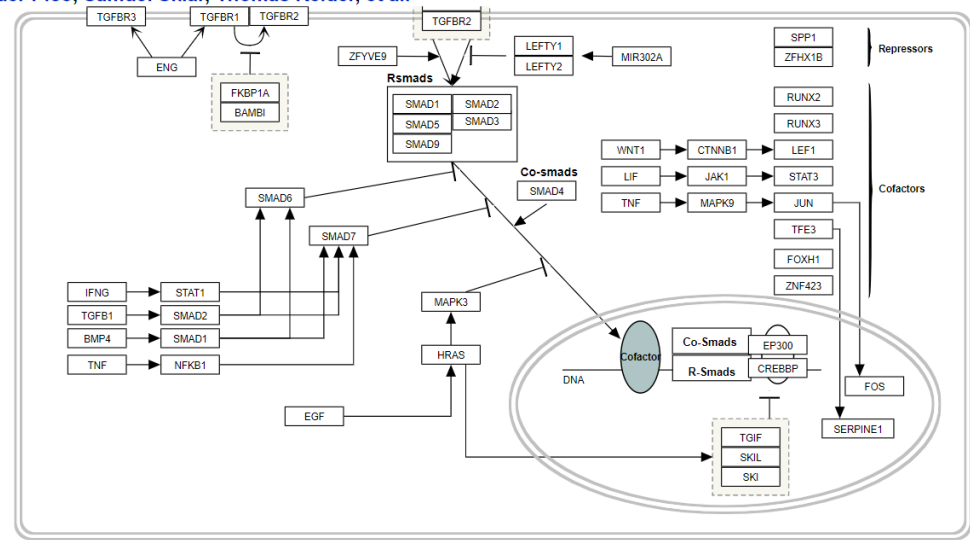 TGFBR3
TGFBR1
TGFBR2
TGFBR2
ENG
ZFYVE9
LEFTY1
LEFTY2
MIR302A
SPP1
ZFHX1B
Repressors
FKBP1A
BAMBI
Rsmads
SMAD1
SMAD2
SMAD5
SMAD3
SMAD9
RUNX2
RUNX3
WNT1
CTNNB1
LEF1
LIF
JAK1
STAT3
TNF
MAPK9
JUN
TFE3
FOXH1
ZNF423
Cofactors
Co-smads
SMAD4
SMAD6
SMAD7
IFNG
STAT1
TGFB1
SMAD2
BMP4
SMAD1
TNF
NFKB1
MAPK3
HRAS
EGF
Cofactor
Co-Smads
R-Smads
EP300
CREBBP
DNA
FOS
SERPINE1
TGIF
SKIL
SKI